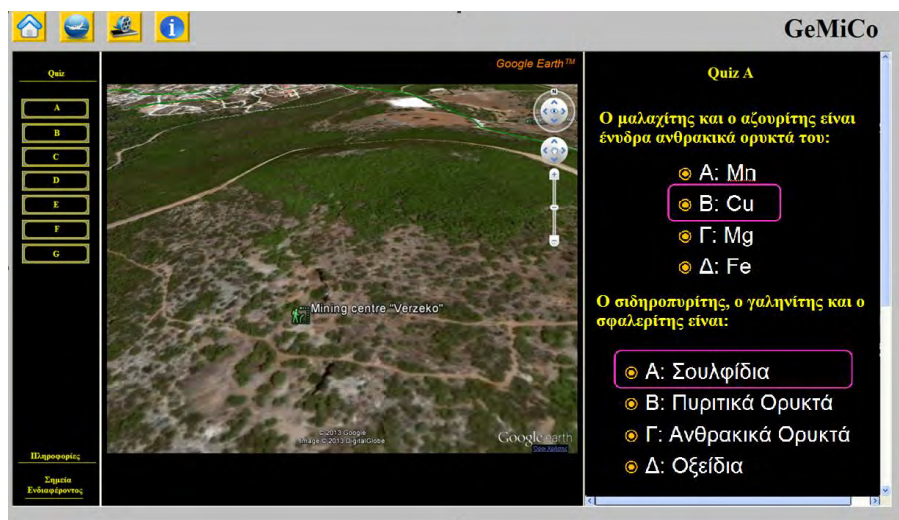 GeMiCo
Quiz
A
B
C
D
E
F
G
Πληροφορίες
Σημεία
Ενδιαφέροντος
Google Earth™
N
Mining centre "Verzeko"
© 2013 Google
Image © 2013 DigitalGlobe
Google earth
Όροι Χρήσης
Quiz A
Ο μαλαχίτης και ο αζουρίτης είναι
ένυδρα ανθρακικά ορυκτά του:
Α: Mn
Β: Cu
Γ: Mg
Δ: Fe
Ο σιδηροπυρίτης, ο γαληνίτης και ο
σφαλερίτης είναι:
Α: Σουλφίδια
Β: Πυριτικά Ορυκτά
Γ: Ανθρακικά Ορυκτά
Δ: Οξείδια